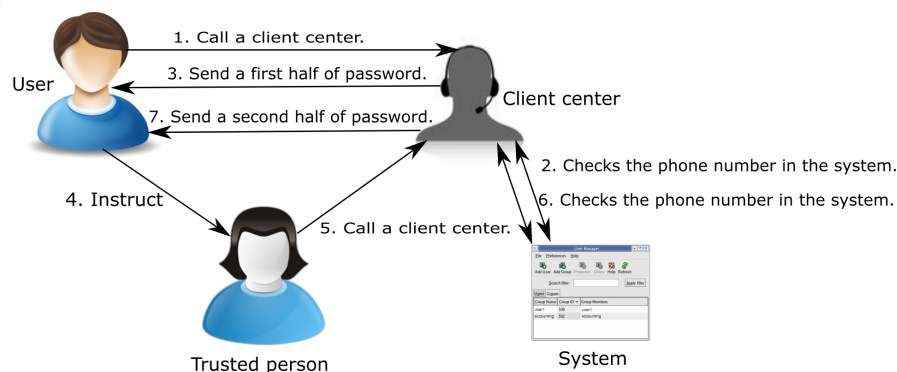 1. Call a client center.
3. Send a first half of password.
User
Client center
7. Send a second half of password.
2. Checks the phone number in the system.
4. Instruct
6. Checks the phone number in the system.
5. Call a client center.
User Manager
File Preferences Help
Add User Add Group Properties Delete Help Refresh
Search filter: Apply filter
Users Groups
Group Name Group ID Group Members
user1 500 user1
accounting 502 accounting
Trusted person
System